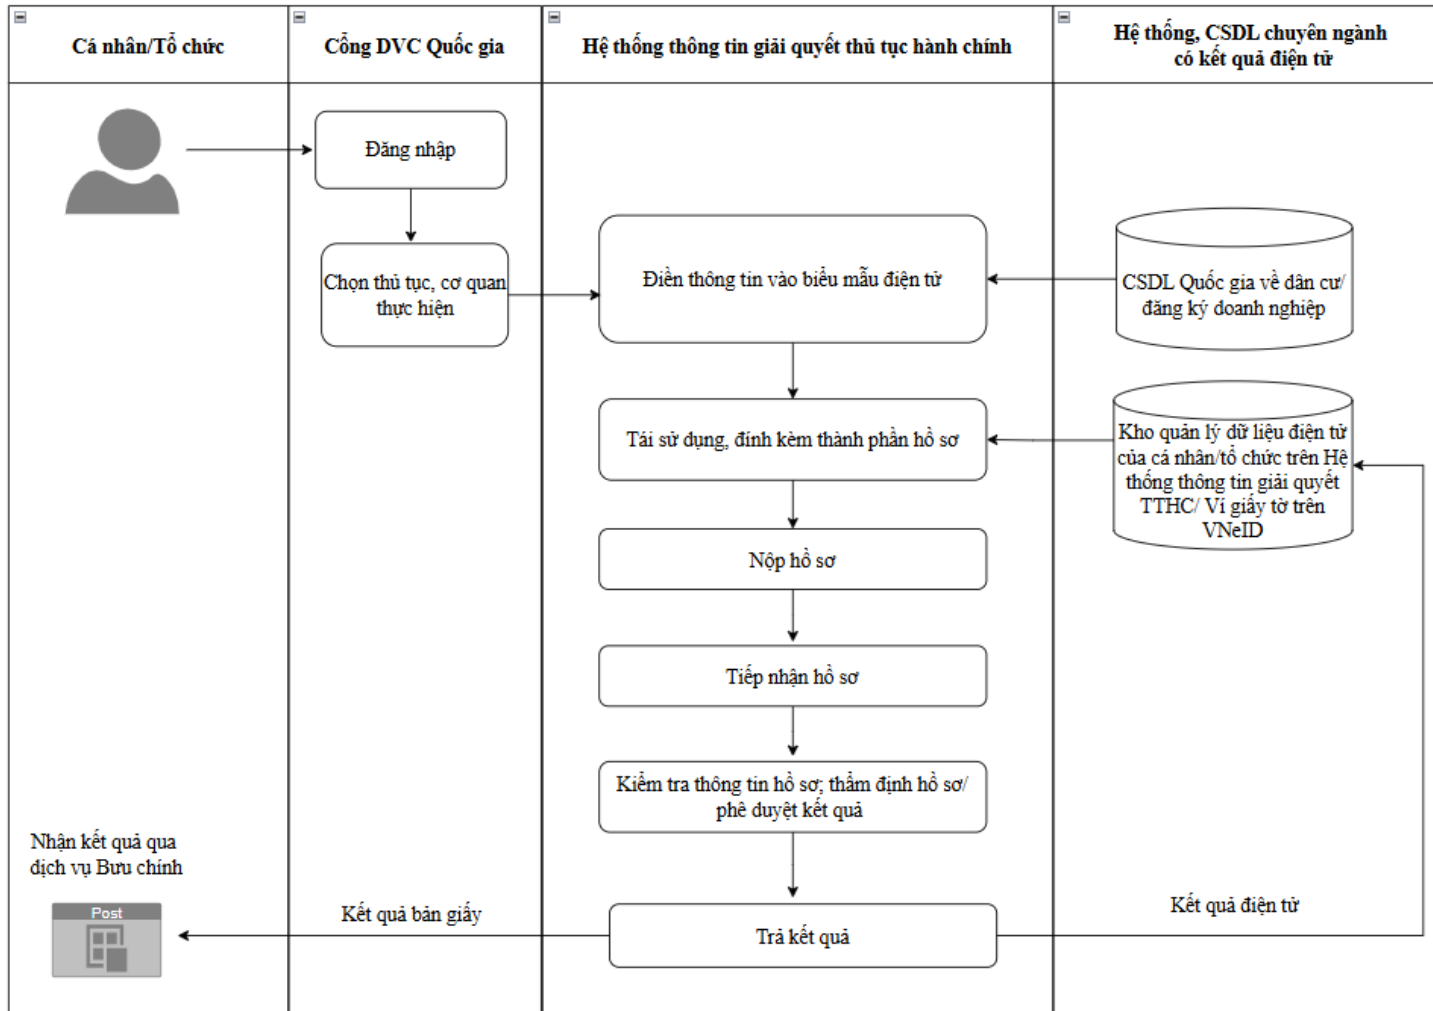 Cá nhân/Tổ chức
Cổng DVC Quốc gia
Hệ thống thông tin giải quyết thủ tục hành chính
Hệ thống, CSDL chuyên ngành
có kết quả điện tử
Đăng nhập
Chọn thủ tục, cơ quan
thực hiện
Điền thông tin vào biểu mẫu điện tử
CSDL Quốc gia về dân cư/
đăng ký doanh nghiệp
Tái sử dụng, đính kèm thành phần hồ sơ
Kho quản lý dữ liệu điện tử
của cá nhân/tổ chức trên Hệ
thống thông tin giải quyết
TTHC/ Ví giấy tờ trên
VNeID
Nộp hồ sơ
Tiếp nhận hồ sơ
Kiểm tra thông tin hồ sơ; thẩm định hồ sơ/
phê duyệt kết quả
Nhận kết quả qua
dịch vụ Bưu chính
Post
Kết quả bản giấy
Trả kết quả
Kết quả điện tử